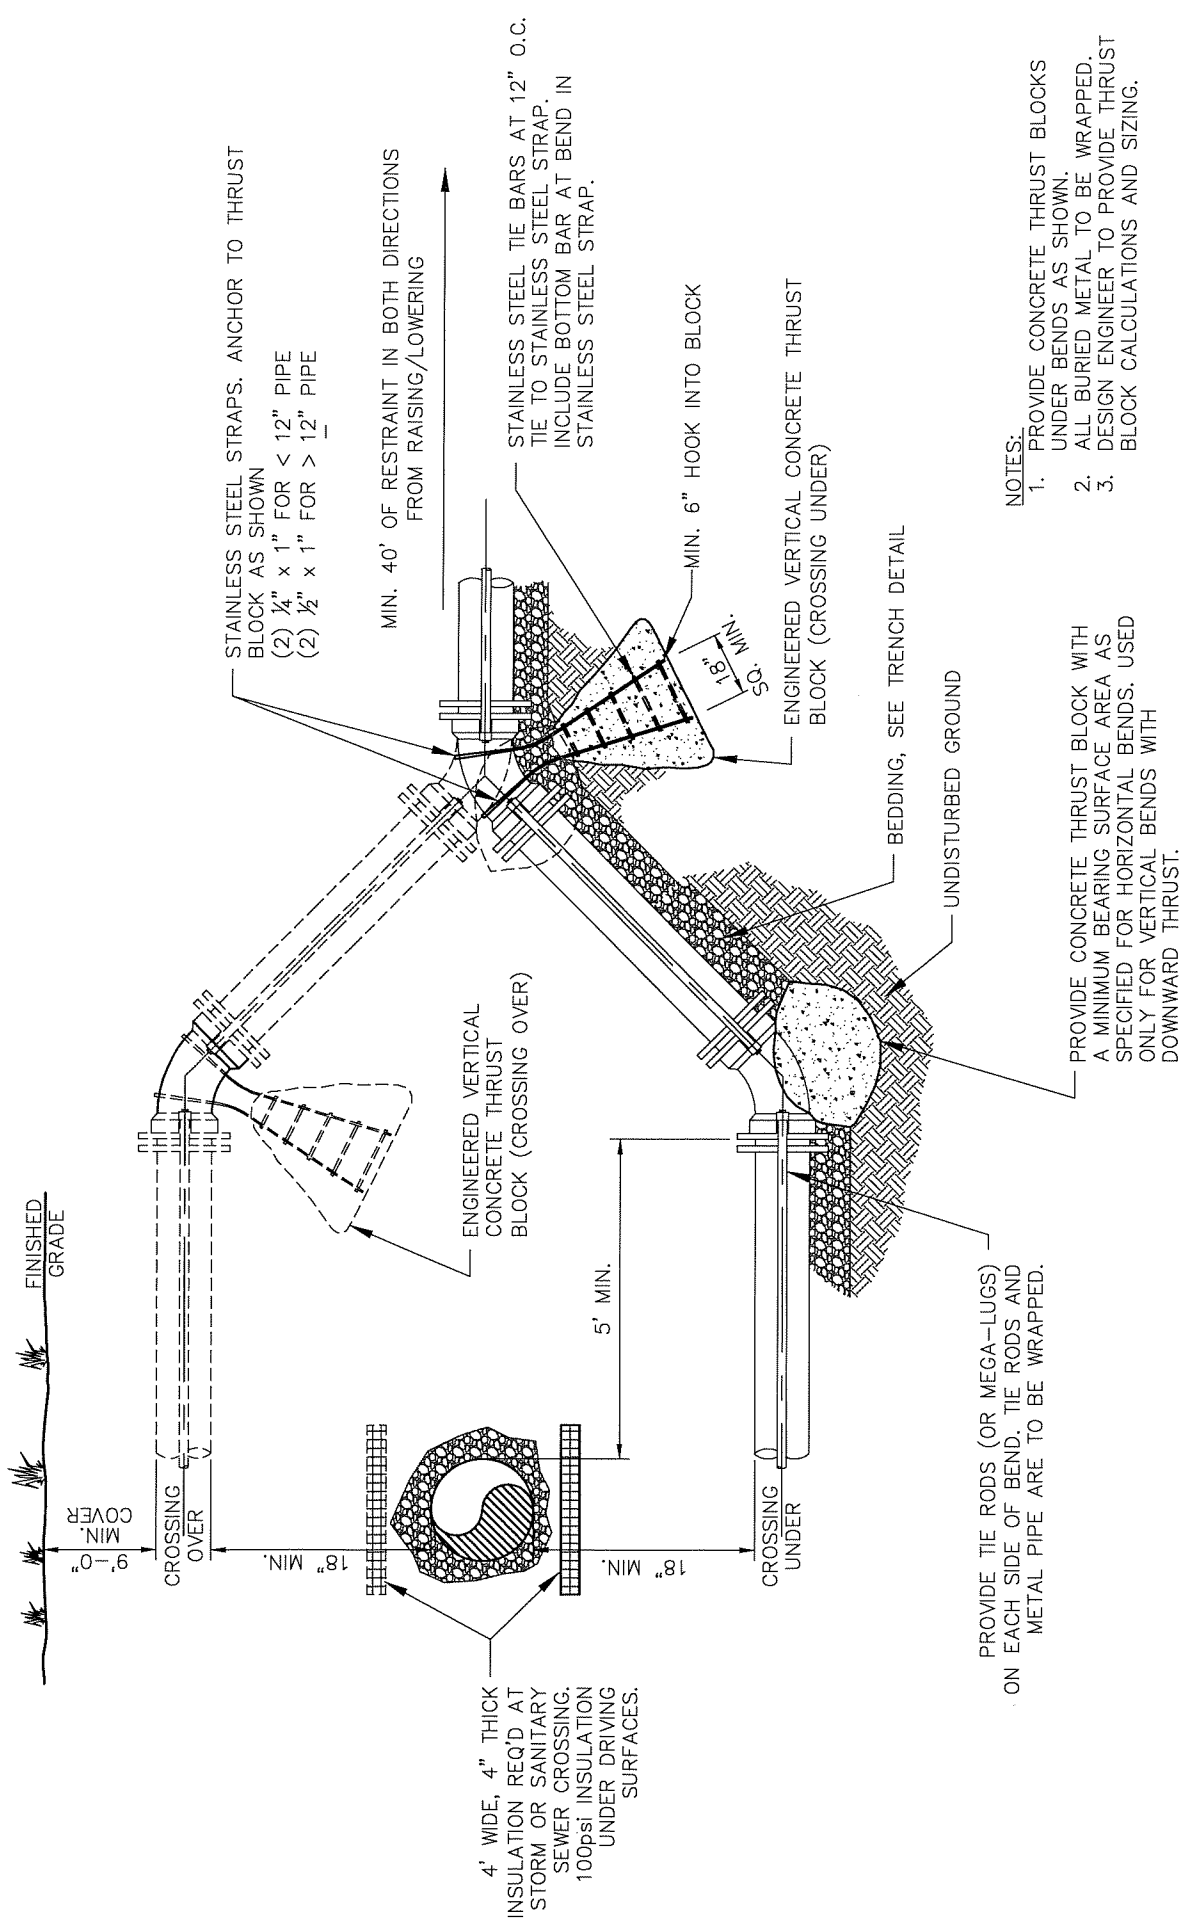 FINISHED
GRADE
9'-0"
MIN.
COVER
CROSSING
OVER
18" MIN.
18" MIN.
CROSSING
UNDER
5' MIN.
4' WIDE, 4" THICK
INSULATION REQ'D AT
STORM OR SANITARY
SEWER CROSSING.
100psi INSULATION
UNDER DRIVING
SURFACES.
ENGINEERED VERTICAL
CONCRETE THRUST
BLOCK (CROSSING OVER)
STAINLESS STEEL STRAPS. ANCHOR TO THRUST
BLOCK AS SHOWN
(2) ¼" x 1" FOR < 12" PIPE
(2) ½" x 1" FOR > 12" PIPE
MIN. 40' OF RESTRAINT IN BOTH DIRECTIONS
FROM RAISING/LOWERING
STAINLESS STEEL TIE BARS AT 12" O.C.
TIE TO STAINLESS STEEL STRAP.
INCLUDE BOTTOM BAR AT BEND IN
STAINLESS STEEL STRAP.
MIN. 6" HOOK INTO BLOCK
18"
SQ. MIN.
ENGINEERED VERTICAL CONCRETE THRUST
BLOCK (CROSSING UNDER)
BEDDING, SEE TRENCH DETAIL
UNDISTURBED GROUND
PROVIDE CONCRETE THRUST BLOCK WITH
A MINIMUM BEARING SURFACE AREA AS
SPECIFIED FOR HORIZONTAL BENDS. USED
ONLY FOR VERTICAL BENDS WITH
DOWNWARD THRUST.
PROVIDE TIE RODS (OR MEGA-LUGS)
ON EACH SIDE OF BEND. TIE RODS AND
METAL PIPE ARE TO BE WRAPPED.
NOTES:
1. PROVIDE CONCRETE THRUST BLOCKS
UNDER BENDS AS SHOWN.
2. ALL BURIED METAL TO BE WRAPPED.
3. DESIGN ENGINEER TO PROVIDE THRUST
BLOCK CALCULATIONS AND SIZING.